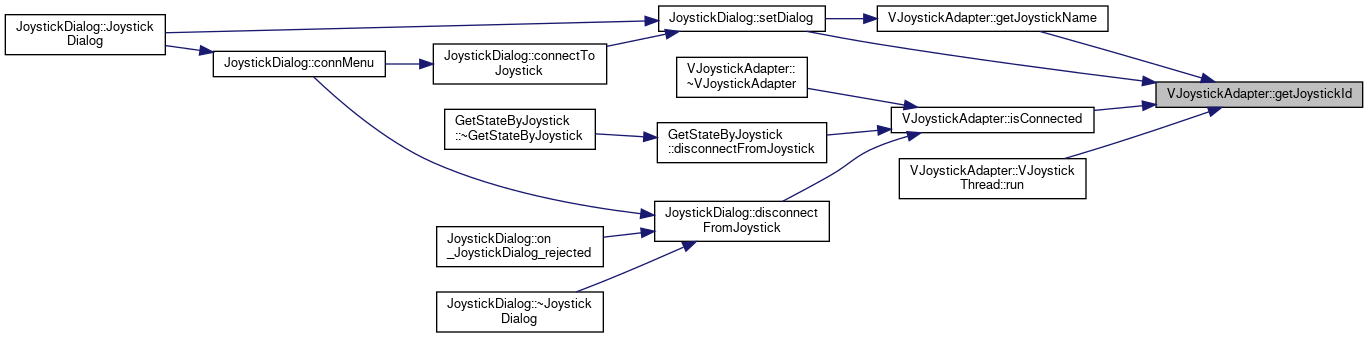 JoystickDialog::Joystick
Dialog
JoystickDialog::setDialog
VJoystickAdapter::getJoystickName
JoystickDialog::connMenu
JoystickDialog::connectTo
Joystick
VJoystickAdapter::
~VJoystickAdapter
VJoystickAdapter::getJoystickId
GetStateByJoystick
::~GetStateByJoystick
GetStateByJoystick
::disconnectFromJoystick
VJoystickAdapter::isConnected
VJoystickAdapter::VJoystick
Thread::run
JoystickDialog::disconnect
FromJoystick
JoystickDialog::on
_JoystickDialog_rejected
JoystickDialog::~Joystick
Dialog